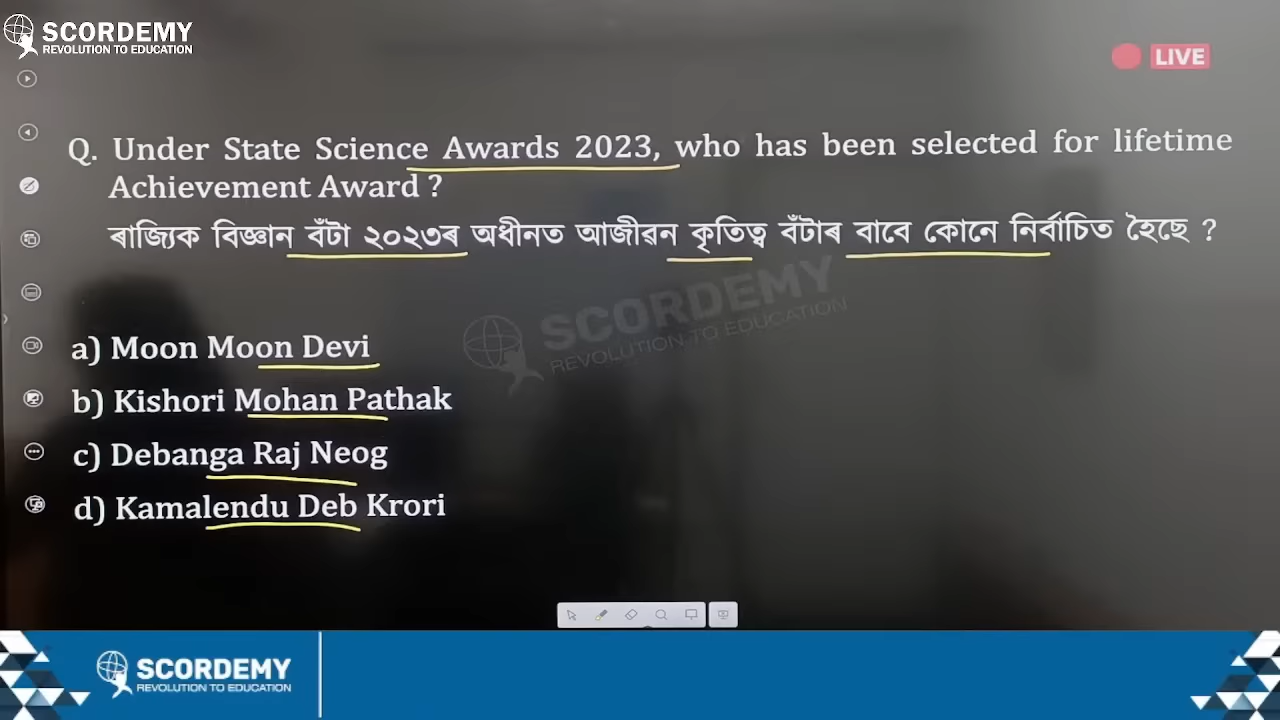 SCORDEMY
REVOLUTION TO EDUCATION
LIVE
Q. Under State Science Awards 2023, who has been selected for lifetime
Achievement Award ?
ৰাজ্যিক বিজ্ঞান বঁটা ২০২৩ৰ অধীনত আজীৱন কৃতিত্ব বঁটাৰ বাবে কোনে নিৰ্বাচিত হৈছে ?
SCORDEMY
REVOLUTION TO EDUCATION
a) Moon Moon Devi
b) Kishori Mohan Pathak
c) Debanga Raj Neog
d) Kamalendu Deb Krori
SCORDEMY
REVOLUTION TO EDUCATION